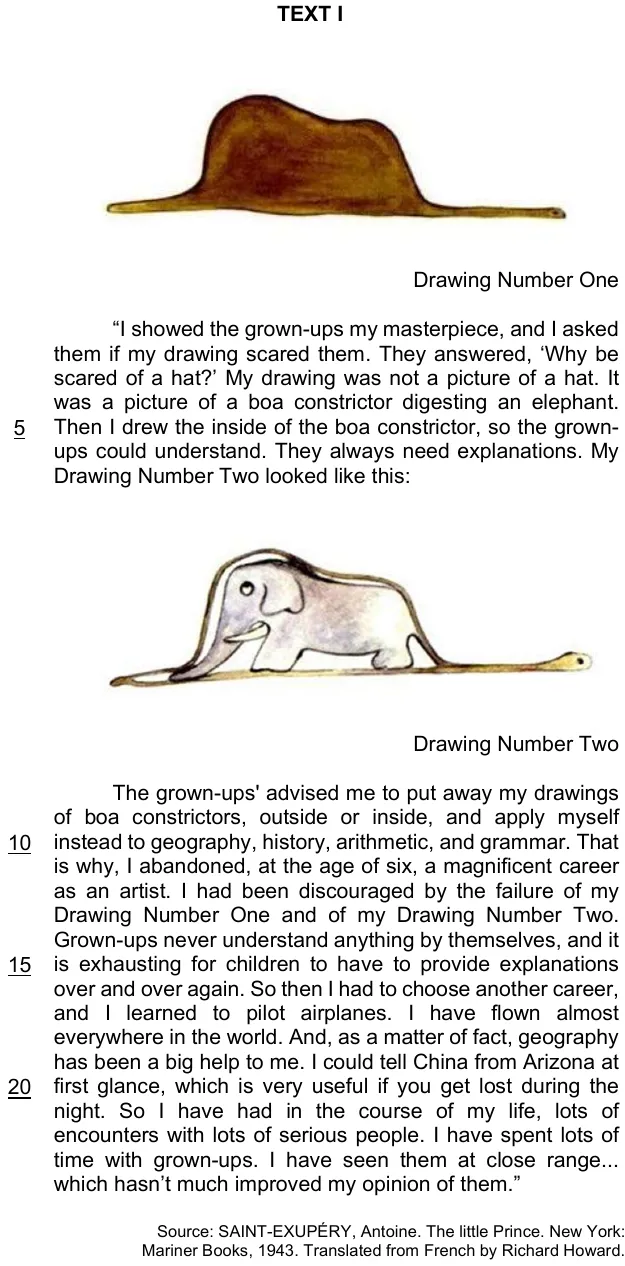 TEXT I
Drawing Number One
“I showed the grown-ups my masterpiece, and I asked
them if my drawing scared them. They answered, ‘Why be
scared of a hat?’ My drawing was not a picture of a hat. It
was a picture of a boa constrictor digesting an elephant.
5 Then I drew the inside of the boa constrictor, so the grown-
ups could understand. They always need explanations. My
Drawing Number Two looked like this:
Drawing Number Two
The grown-ups' advised me to put away my drawings
of boa constrictors, outside or inside, and apply myself
10 instead to geography, history, arithmetic, and grammar. That
is why, I abandoned, at the age of six, a magnificent career
as an artist. I had been discouraged by the failure of my
Drawing Number One and of my Drawing Number Two.
Grown-ups never understand anything by themselves, and it
15 is exhausting for children to have to provide explanations
over and over again. So then I had to choose another career,
and I learned to pilot airplanes. I have flown almost
everywhere in the world. And, as a matter of fact, geography
has been a big help to me. I could tell China from Arizona at
20 first glance, which is very useful if you get lost during the
night. So I have had in the course of my life, lots of
encounters with lots of serious people. I have spent lots of
time with grown-ups. I have seen them at close range...
which hasn’t much improved my opinion of them.”
Source: SAINT-EXUPÉRY, Antoine. The little Prince. New York:
Mariner Books, 1943. Translated from French by Richard Howard.